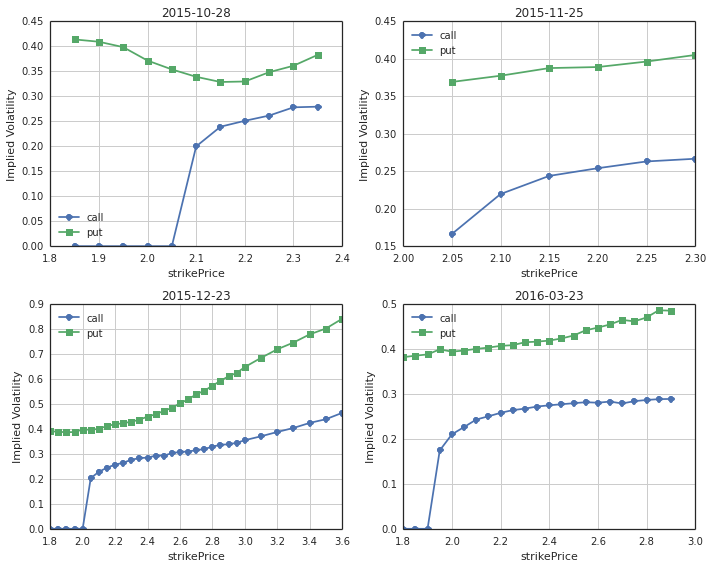 2015-10-28
0.45
0.40
0.35
0.30
0.25
0.20
0.15
0.10
0.05
0.00
Implied Volatility
call
put
1.8 1.9 2.0 2.1 2.2 2.3 2.4
strikePrice
2015-11-25
0.45
0.40
0.35
0.30
0.25
0.20
0.15
Implied Volatility
call
put
2.00 2.05 2.10 2.15 2.20 2.25 2.30
strikePrice
2015-12-23
0.9
0.8
0.7
0.6
0.5
0.4
0.3
0.2
0.1
0.0
Implied Volatility
call
put
1.8 2.0 2.2 2.4 2.6 2.8 3.0 3.2 3.4 3.6
strikePrice
2016-03-23
0.5
0.4
0.3
0.2
0.1
0.0
Implied Volatility
call
put
1.8 2.0 2.2 2.4 2.6 2.8 3.0
strikePrice